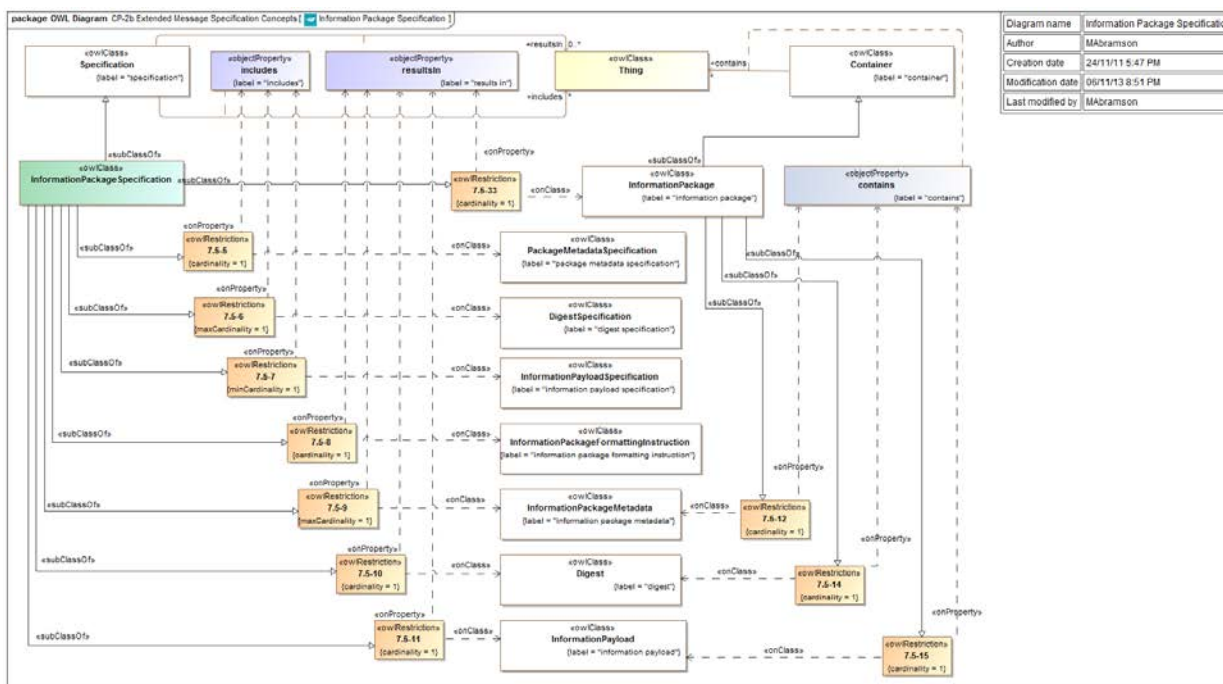 package OWL Diagram CP-2b Extended Message Specification Concepts[ Information Package Specification ]
Diagram name
Information Package Specificatio
Author
MAbramson
Creation date
24/11/11 5:47 PM
Modification date
06/11/13 8:51 PM
Last modified by
MAbramson
«owlClass»
Specification
{label = "specification"}
«objectProperty»
includes
{label = "includes"}
«objectProperty»
resultsIn
{label = "results in"}
+resultsIn 0..*
+includes *
«owlClass»
Thing
+contains
*
«owlClass»
Container
{label = "container"}
«subClassOf»
«owlClass»
InformationPackageSpecification
«subClassOf»
«onProperty»
«owlRestriction»
7.5-33
{cardinality = 1}
«onClass»
«subClassOf»
«owlClass»
InformationPackage
{label = "information package"}
«objectProperty»
contains
{label = "contains"}
«subClassOf»
«onProperty»
«owlRestriction»
7.5-5
{cardinality = 1}
«onClass»
«owlClass»
PackageMetadataSpecification
{label = "package metadata specification"}
«subClassOf»
«subClassOf»
«subClassOf»
«subClassOf»
«onProperty»
«owlRestriction»
7.5-6
{maxCardinality = 1}
«onClass»
«owlClass»
DigestSpecification
{label = "digest specification"}
«subClassOf»
«onProperty»
«owlRestriction»
7.5-7
{minCardinality = 1}
«onClass»
«owlClass»
InformationPayloadSpecification
{label = "information payload specification"}
«subClassOf»
«onProperty»
«owlRestriction»
7.5-8
{cardinality = 1}
«onClass»
«owlClass»
InformationPackageFormattingInstruction
{label = "information package formatting instruction"}
«subClassOf»
«onProperty»
«owlRestriction»
7.5-9
{maxCardinality = 1}
«onClass»
«owlClass»
InformationPackageMetadata
{label = "information package metadata"}
«onClass»
«onProperty»
«owlRestriction»
7.5-12
{cardinality = 1}
«subClassOf»
«onProperty»
«owlRestriction»
7.5-10
{cardinality = 1}
«onClass»
«owlClass»
Digest
{label = "digest"}
«onClass»
«onProperty»
«owlRestriction»
7.5-14
{cardinality = 1}
«subClassOf»
«onProperty»
«owlRestriction»
7.5-11
{cardinality = 1}
«onClass»
«owlClass»
InformationPayload
{label = "information payload"}
«onClass»
«onProperty»
«owlRestriction»
7.5-15
{cardinality = 1}